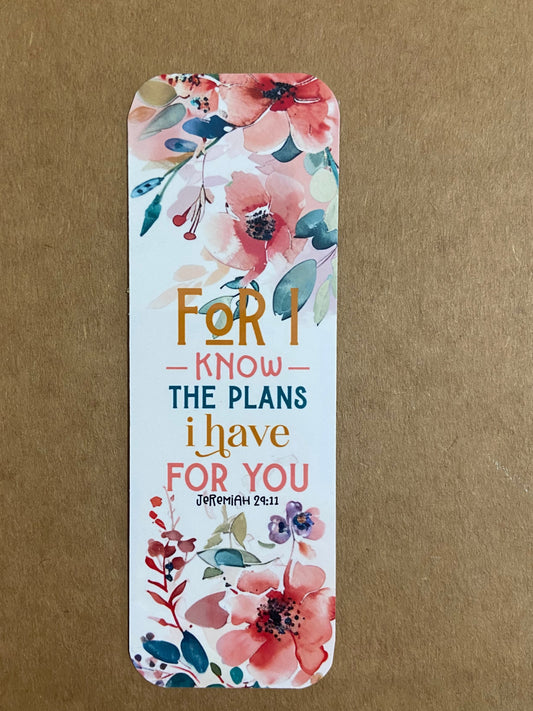 FoR I
KNOW
THE PLANS
i have
FOR YOU
JeReMiAH 29:11